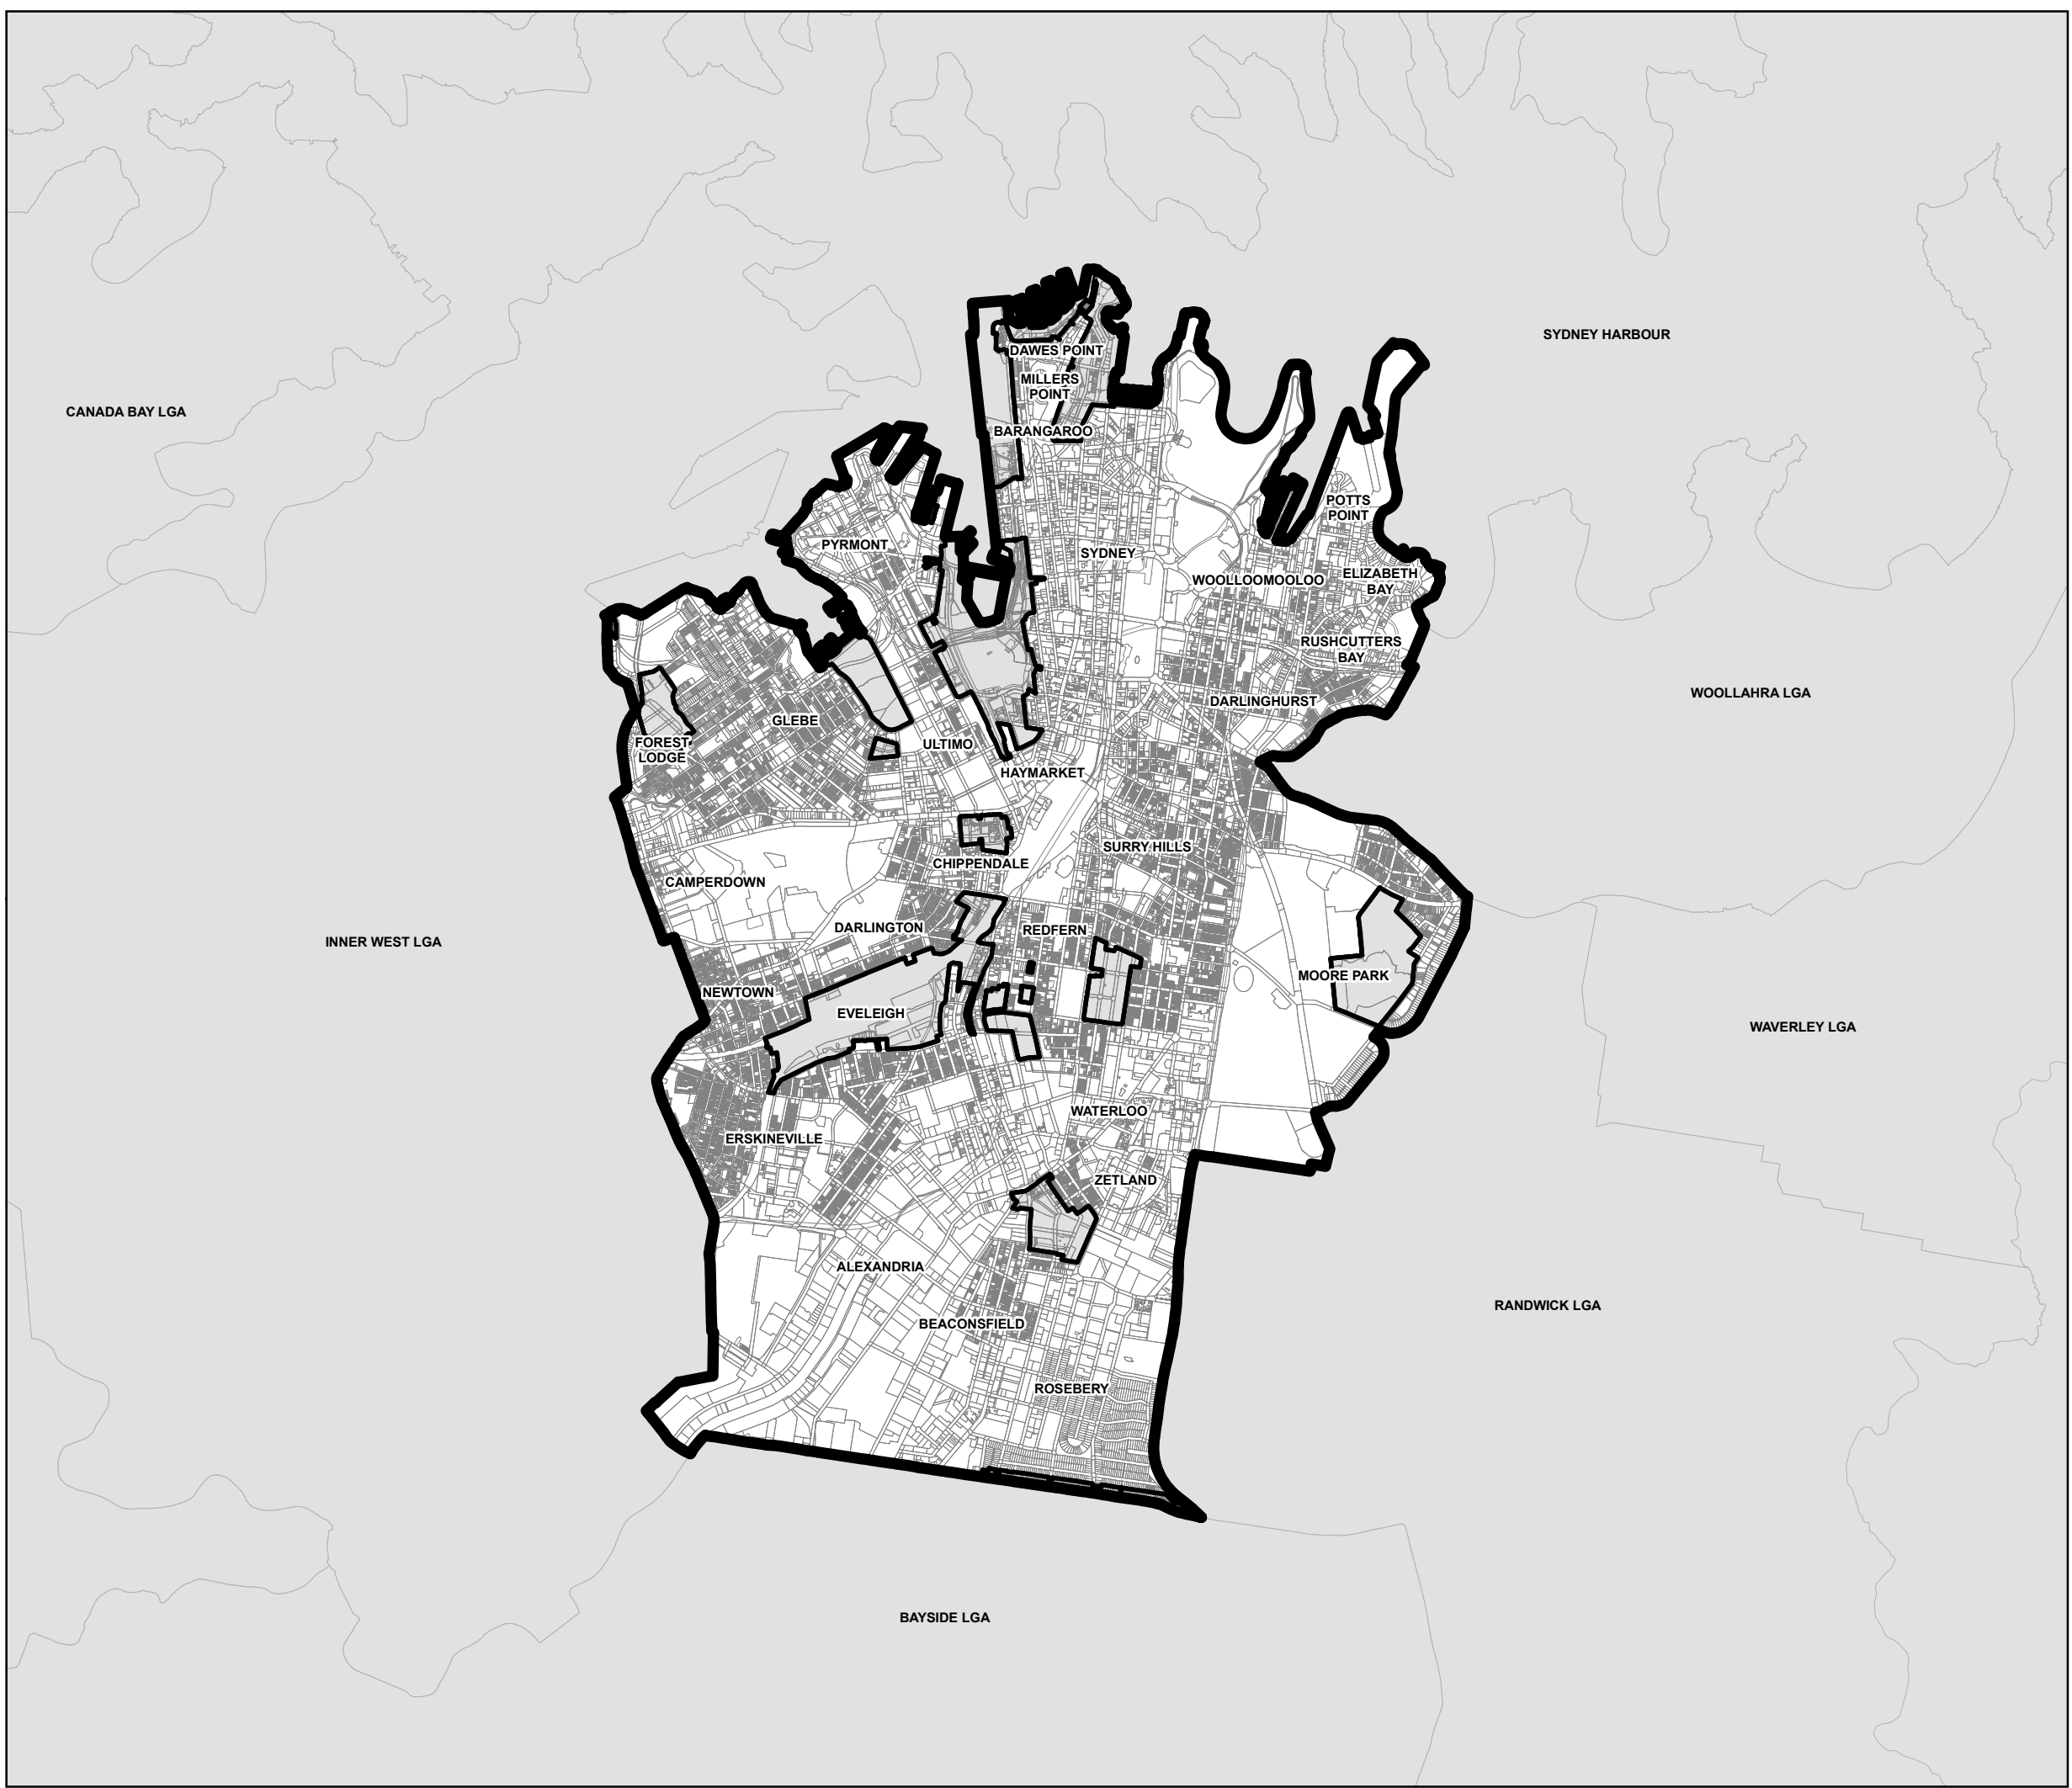 SYDNEY HARBOUR
DAWES POINT
MILLERS
POINT
CANADA BAY LGA
BARANGAROO
POTTS
POINT
PYRMONT
SYDNEY
WOOLLOOMOOLOO
ELIZABETH
BAY
RUSHCUTTERS
BAY
WOOLLAHRA LGA
DARLINGHURST
GLEBE
FOREST
LODGE
ULTIMO
HAYMARKET
SURRY HILLS
CHIPPENDALE
CAMPERDOWN
DARLINGTON
REDFERN
INNER WEST LGA
MOORE PARK
NEWTOWN
EVELEIGH
WAVERLEY LGA
WATERLOO
ERSKINEVILLE
ZETLAND
ALEXANDRIA
RANDWICK LGA
BEACONSFIELD
ROSEBERY
BAYSIDE LGA